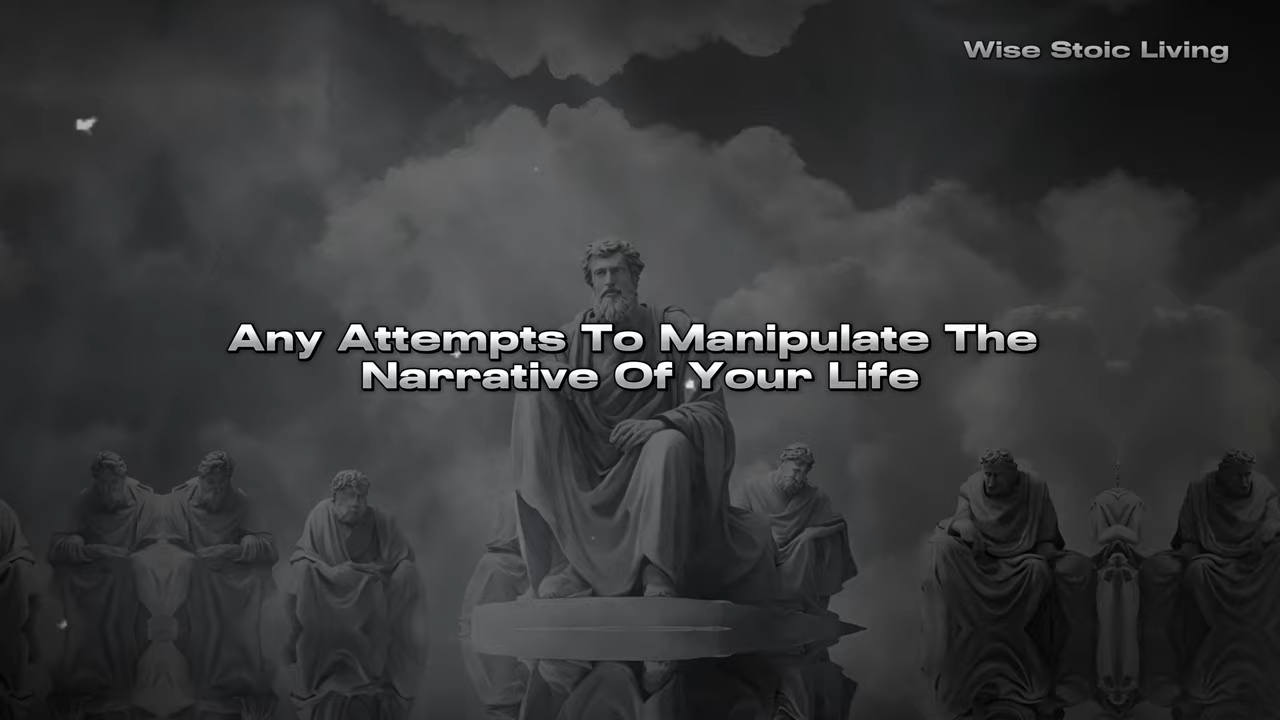 Wise Stoic Living
Any Attempts To Manipulate The
Narrative Of Your Life